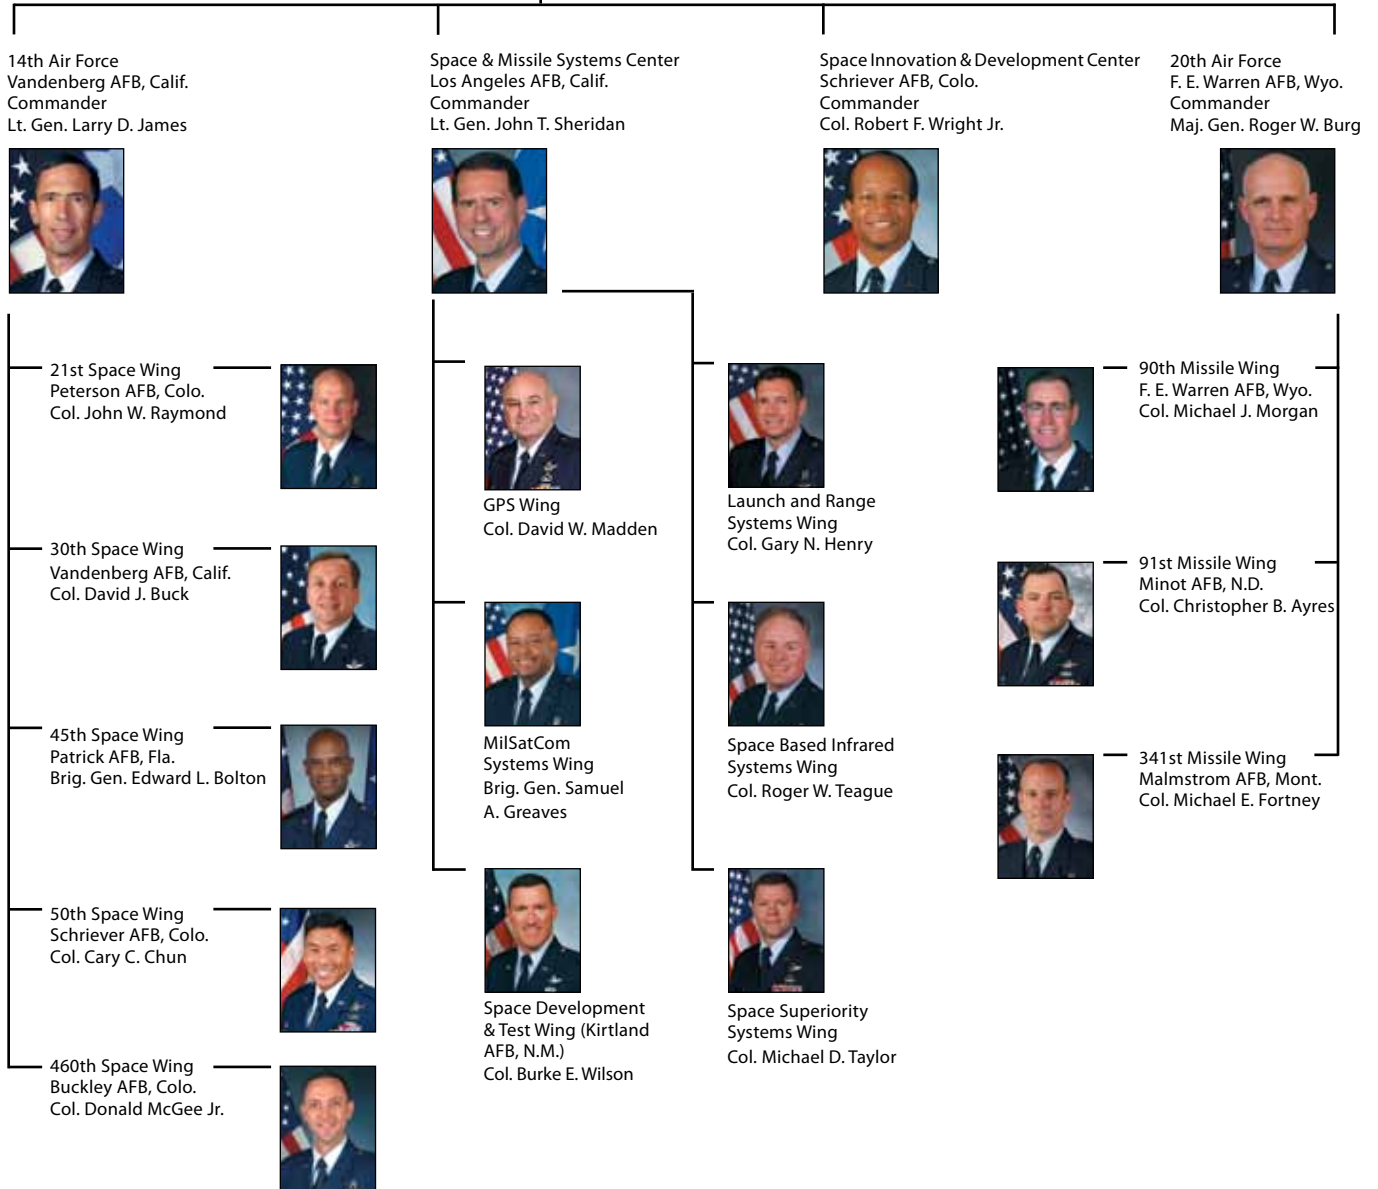 14th Air Force
Vandenberg AFB, Calif.
Commander
Lt. Gen. Larry D. James
Space & Missile Systems Center
Los Angeles AFB, Calif.
Commander
Lt. Gen. John T. Sheridan
Space Innovation & Development Center
Schriever AFB, Colo.
Commander
Col. Robert F. Wright Jr.
20th Air Force
F. E. Warren AFB, Wyo.
Commander
Maj. Gen. Roger W. Burg
21st Space Wing
Peterson AFB, Colo.
Col. John W. Raymond
30th Space Wing
Vandenberg AFB, Calif.
Col. David J. Buck
45th Space Wing
Patrick AFB, Fla.
Brig. Gen. Edward L. Bolton
50th Space Wing
Schriever AFB, Colo.
Col. Cary C. Chun
460th Space Wing
Buckley AFB, Colo.
Col. Donald McGee Jr.
GPS Wing
Col. David W. Madden
MilSatCom
Systems Wing
Brig. Gen. Samuel
A. Greaves
Space Development
& Test Wing (Kirtland
AFB, N.M.)
Col. Burke E. Wilson
Launch and Range
Systems Wing
Col. Gary N. Henry
Space Based Infrared
Systems Wing
Col. Roger W. Teague
Space Superiority
Systems Wing
Col. Michael D. Taylor
90th Missile Wing
F. E. Warren AFB, Wyo.
Col. Michael J. Morgan
91st Missile Wing
Minot AFB, N.D.
Col. Christopher B. Ayres
341st Missile Wing
Malmstrom AFB, Mont.
Col. Michael E. Fortney